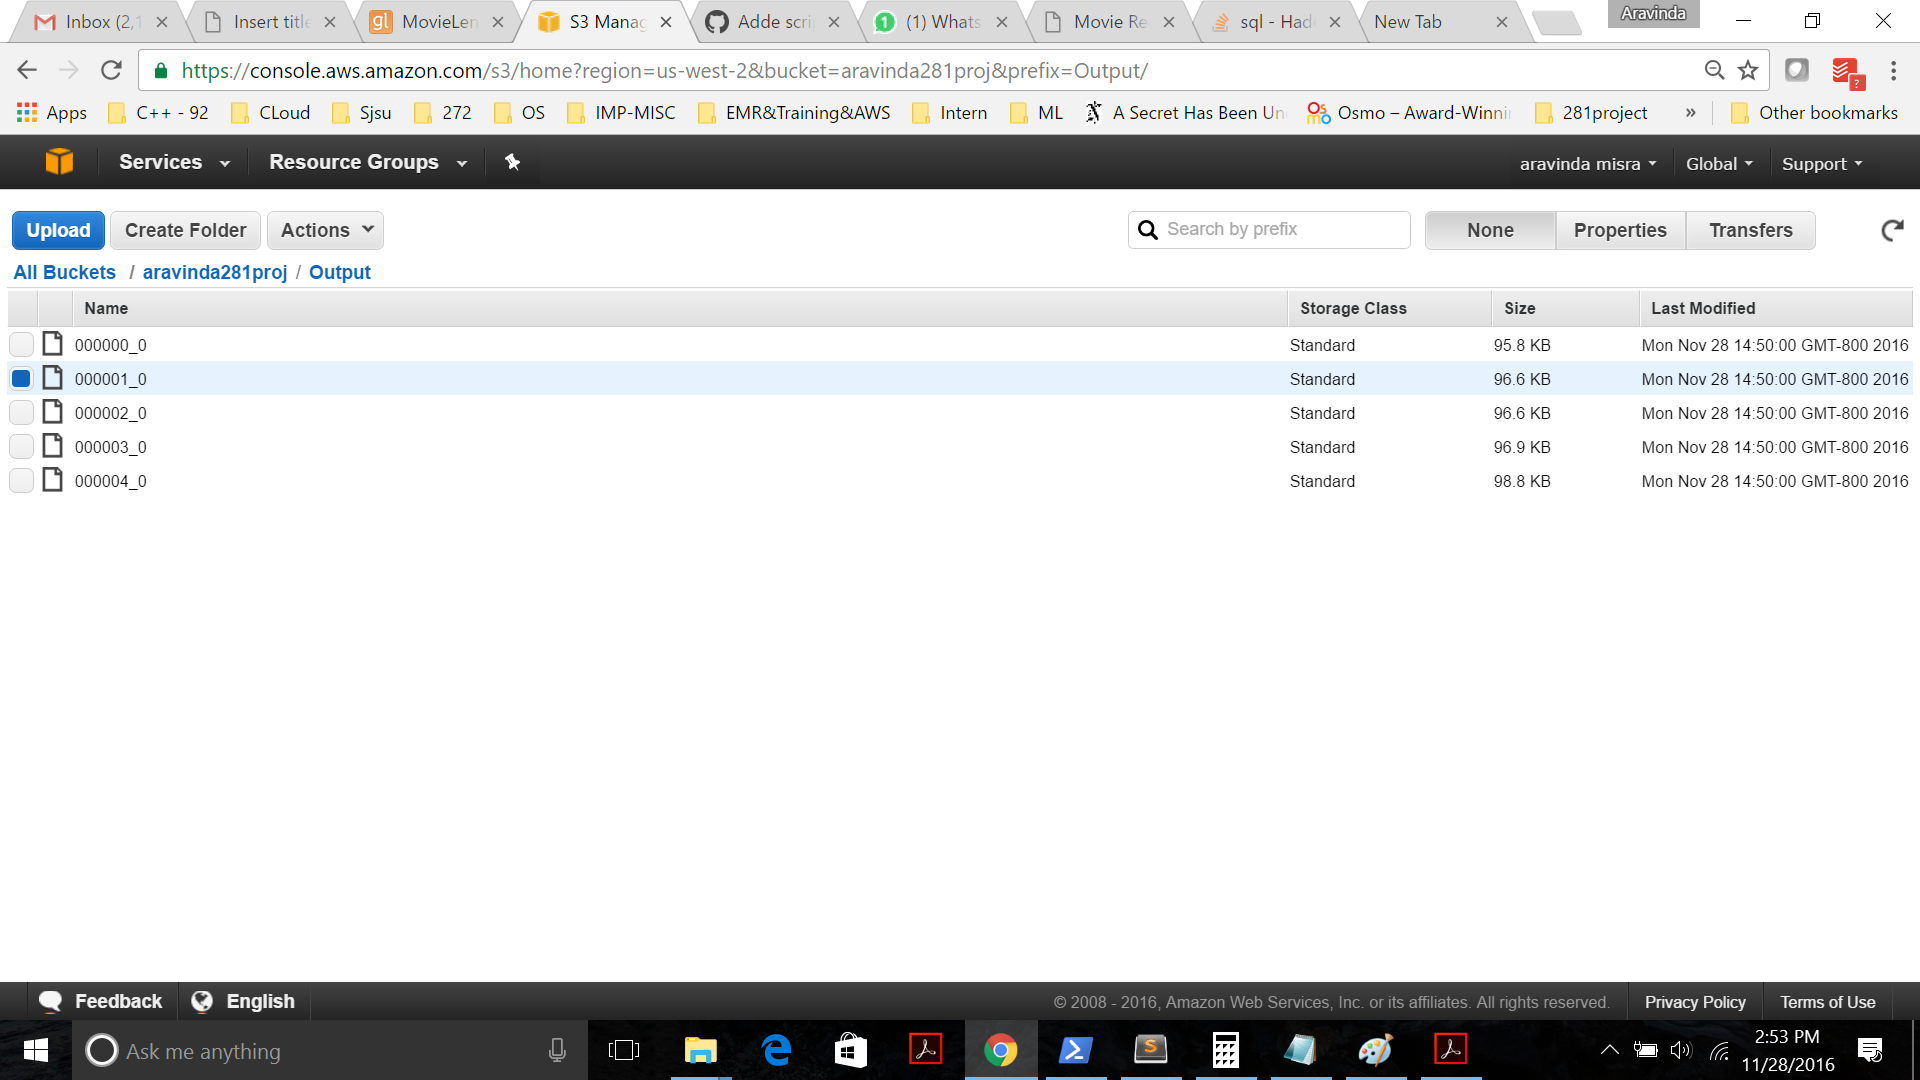 Inbox (2,1
Insert title
gl MovieLen
S3 Manag
Adde scri
1 (1) Whats
Movie Re
sql - Had
New Tab
Aravinda
https://console.aws.amazon.com/s3/home?region=us-west-2&bucket=aravinda281proj&prefix=Output/
?
Apps C++ - 92 CLoud Sjsu 272 OS IMP-MISC EMR&Training&AWS Intern ML A Secret Has Been Un Osmo – Award-Winni 281project » Other bookmarks
Services Resource Groups aravinda misra Global Support
Upload Create Folder Actions Search by prefix None Properties Transfers
All Buckets / aravinda281proj / Output
Name Storage Class Size Last Modified
000000_0 Standard 95.8 KB Mon Nov 28 14:50:00 GMT-800 2016
000001_0 Standard 96.6 KB Mon Nov 28 14:50:00 GMT-800 2016
000002_0 Standard 96.6 KB Mon Nov 28 14:50:00 GMT-800 2016
000003_0 Standard 96.9 KB Mon Nov 28 14:50:00 GMT-800 2016
000004_0 Standard 98.8 KB Mon Nov 28 14:50:00 GMT-800 2016
Feedback English © 2008 - 2016, Amazon Web Services, Inc. or its affiliates. All rights reserved. Privacy Policy Terms of Use
Ask me anything
2:53 PM
11/28/2016